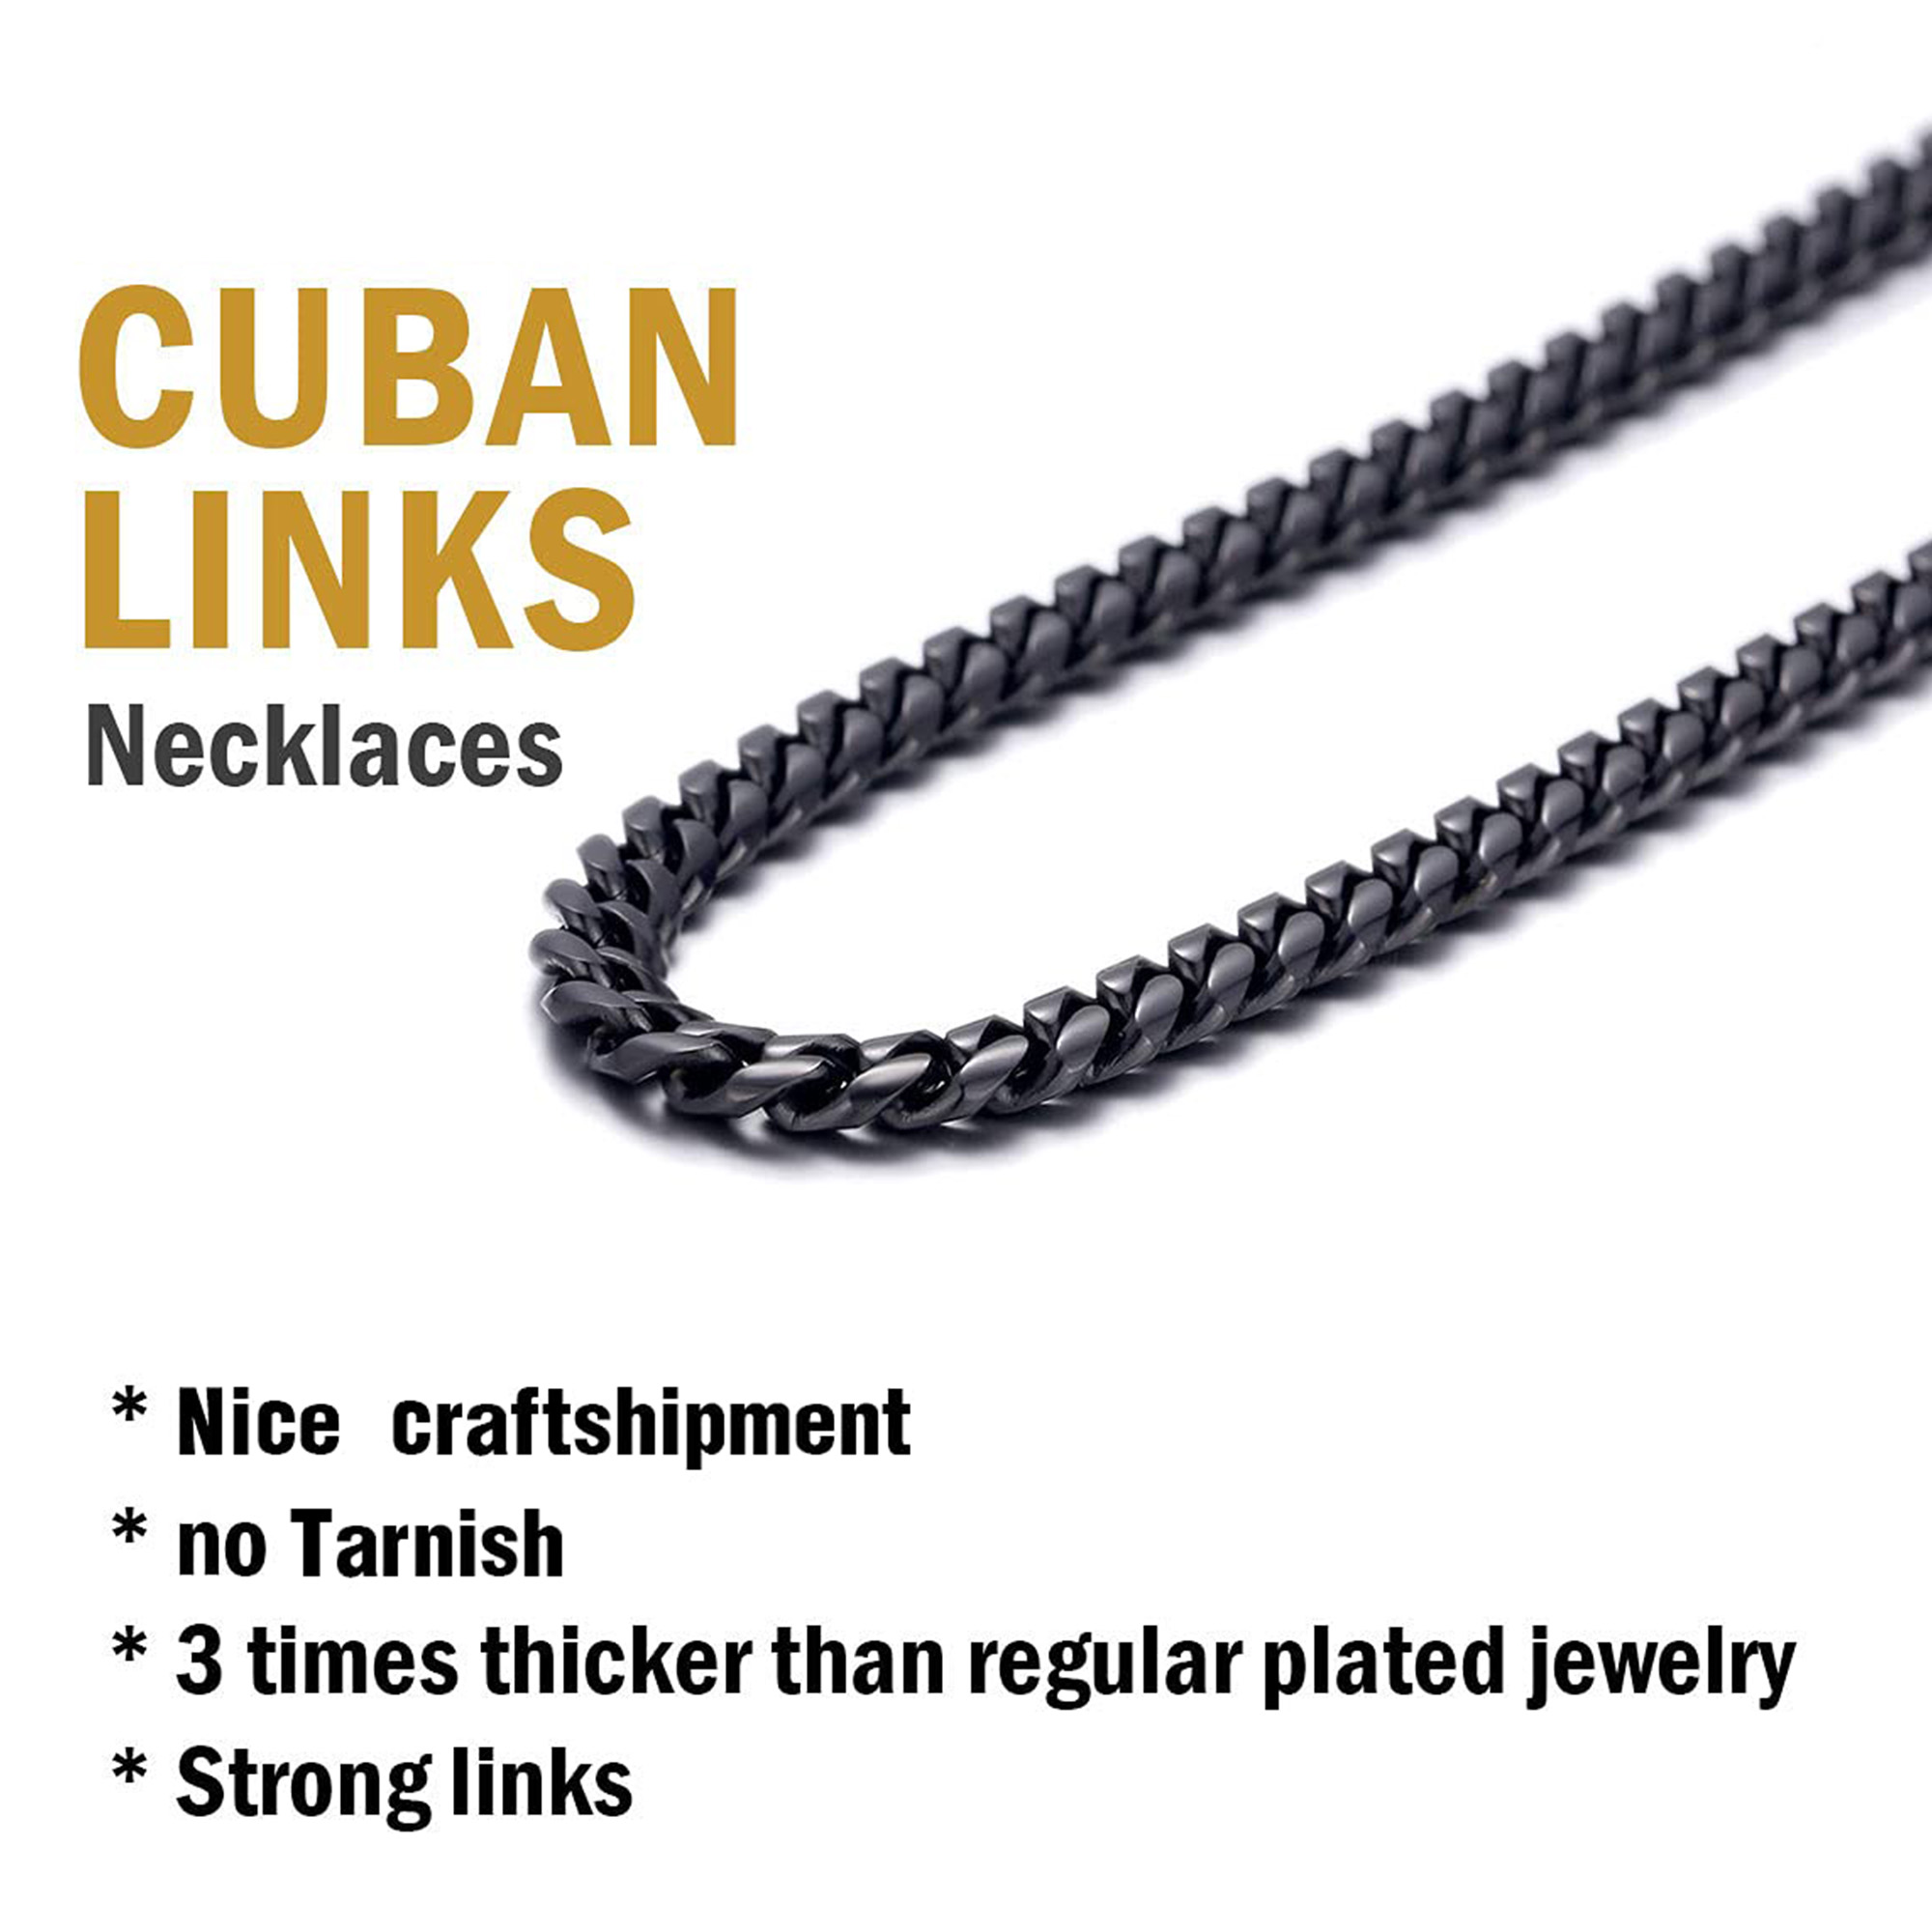 CUBAN
LINKS
Necklaces
* Nice craftshipment
* no Tarnish
* 3 times thicker than regular plated jewelry
* Strong links